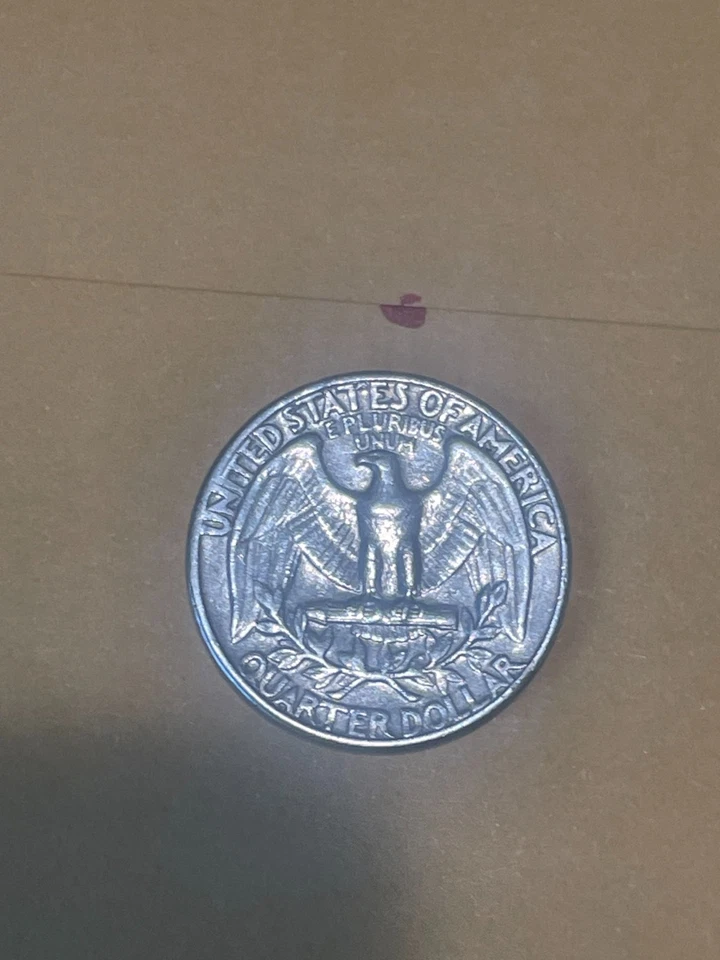 UNITED STATES OF AMERICA
E PLURIBUS
UNUM
QUARTER DOLLAR